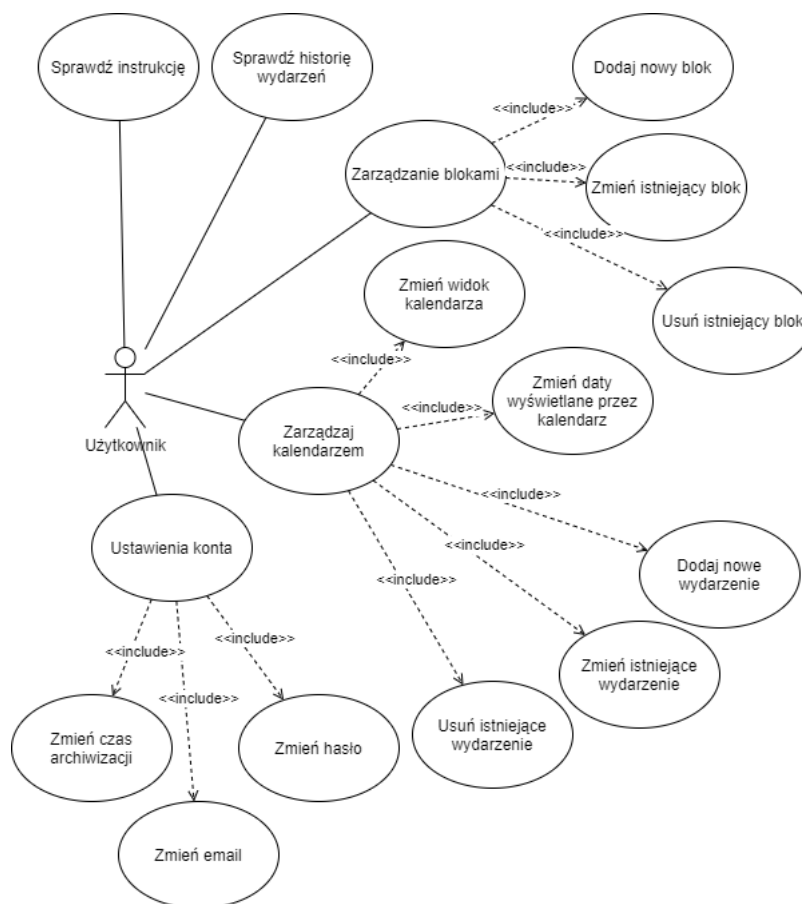 Sprawdź instrukcję
Sprawdź historię
wydarzeń
Dodaj nowy blok
<<include>>
Zarządzanie blokami
<<include>>
Zmień istniejący blok
<<include>>
Usuń istniejący blok
Zmień widok
kalendarza
<<include>>
Zmień daty
wyświetlane przez
kalendarz
<<include>>
Zarządzaj
kalendarzem
Użytkownik
<<include>>
<<include>>
<<include>>
Ustawienia konta
Dodaj nowe
wydarzenie
Zmień istniejące
wydarzenie
<<include>>
<<include>>
<<include>>
Zmień czas
archiwizacji
Zmień hasło
Usuń istniejące
wydarzenie
Zmień email